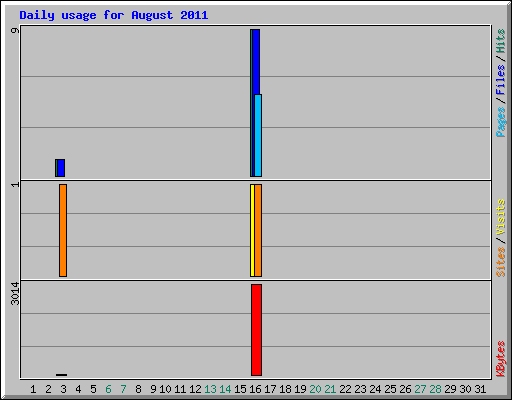 Daily usage for August 2011
9
Pages / Files / Hits
1
Sites / Visits
3014
KBytes
1 2 3 4 5 6 7 8 9 10 11 12 13 14 15 16 17 18 19 20 21 22 23 24 25 26 27 28 29 30 31